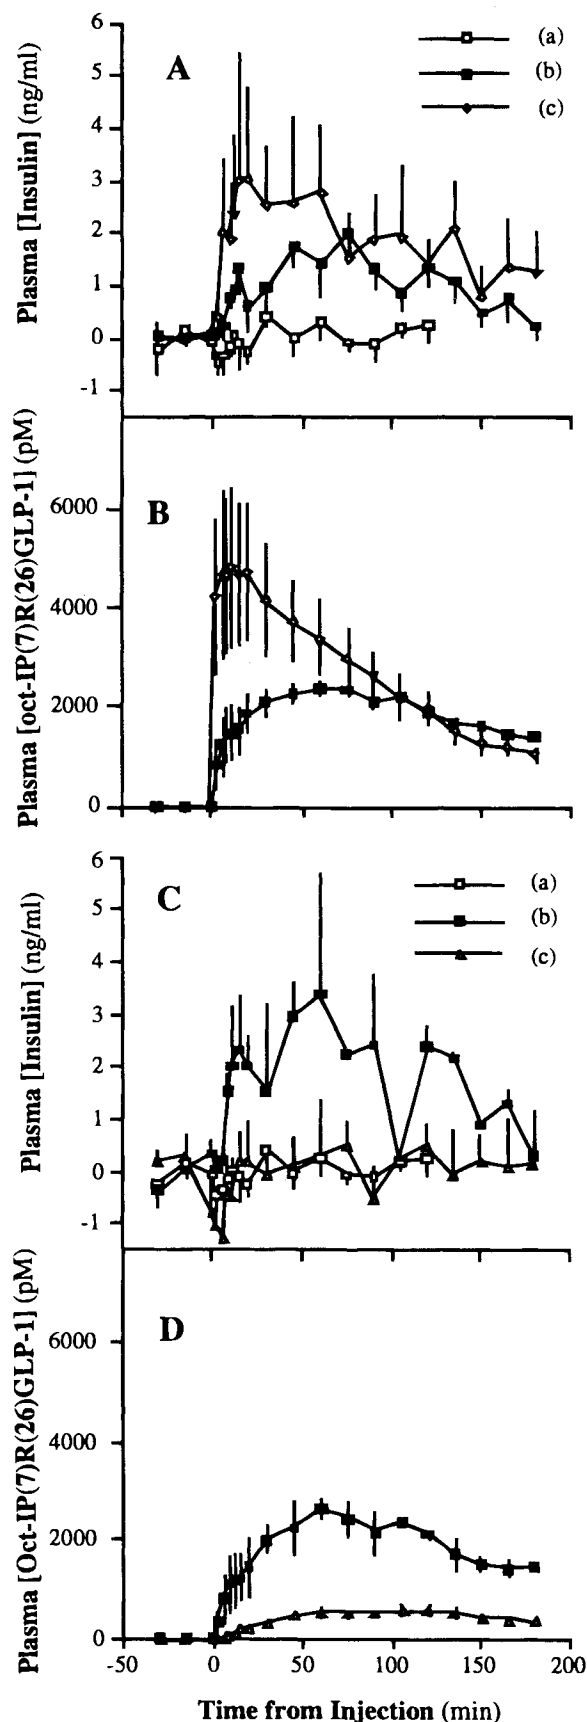 Plasma [Insulin] (ng/ml)
6
5
4
3
2
1
0
-1
A
(a)
(b)
(c)
Plasma [oct-IP(7)R(26)GLP-1] (pM)
6000
4000
2000
0
B
Plasma [Insulin] (ng/ml)
6
5
4
3
2
1
0
-1
C
(a)
(b)
(c)
Plasma [Oct-IP(7)R(26)GLP-1] (pM)
6000
4000
2000
0
D
-50 0 50 100 150 200
Time from Injection (min)